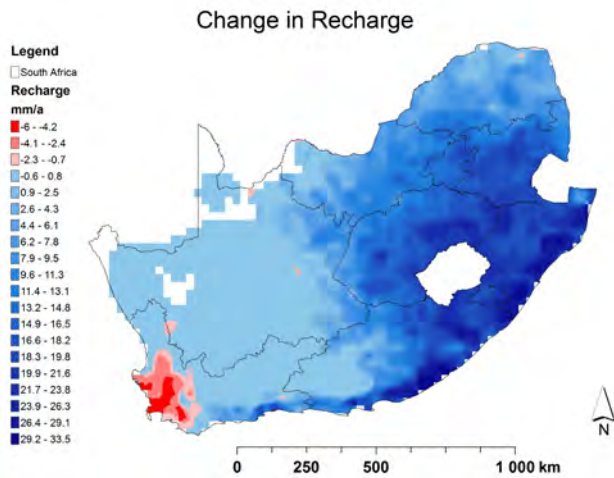 Change in Recharge
Legend
South Africa
Recharge
mm/a
-6 - -4.2
-4.1 - -2.4
-2.3 - -0.7
-0.6 - 0.8
0.9 - 2.5
2.6 - 4.3
4.4 - 6.1
6.2 - 7.8
7.9 - 9.5
9.6 - 11.3
11.4 - 13.1
13.2 - 14.8
14.9 - 16.5
16.6 - 18.2
18.3 - 19.8
19.9 - 21.6
21.7 - 23.8
23.9 - 26.3
26.4 - 29.1
29.2 - 33.5
N
0 250 500 1 000 km